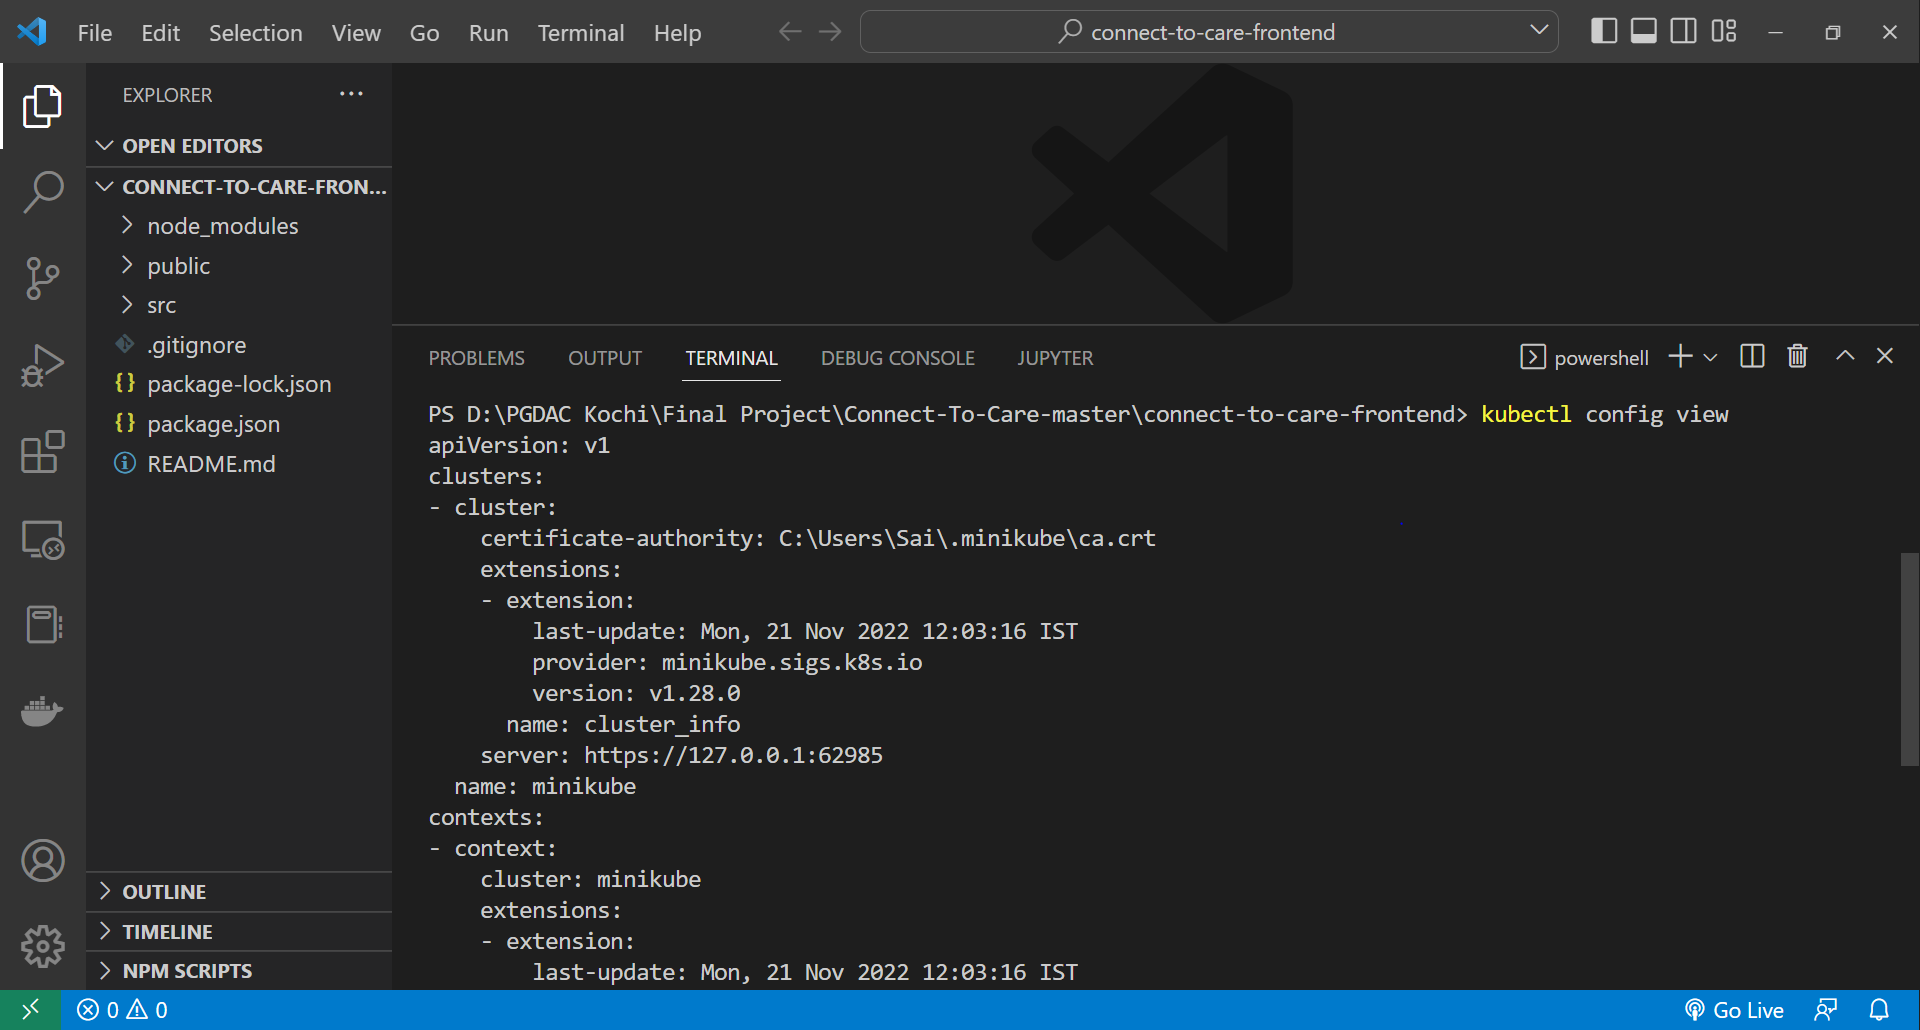 File Edit Selection View Go Run Terminal Help
connect-to-care-frontend
EXPLORER
OPEN EDITORS
CONNECT-TO-CARE-FRON...
node_modules
public
src
.gitignore
package-lock.json
package.json
README.md
OUTLINE
TIMELINE
NPM SCRIPTS
PROBLEMS OUTPUT TERMINAL DEBUG CONSOLE JUPYTER
powershell
PS D:\PGDAC Kochi\Final Project\Connect-To-Care-master\connect-to-care-frontend> kubectl config view
apiVersion: v1
clusters:
- cluster:
    certificate-authority: C:\Users\Sai\.minikube\ca.crt
    extensions:
    - extension:
        last-update: Mon, 21 Nov 2022 12:03:16 IST
        provider: minikube.sigs.k8s.io
        version: v1.28.0
      name: cluster_info
    server: https://127.0.0.1:62985
  name: minikube
contexts:
- context:
    cluster: minikube
    extensions:
    - extension:
        last-update: Mon, 21 Nov 2022 12:03:16 IST
0 0
Go Live